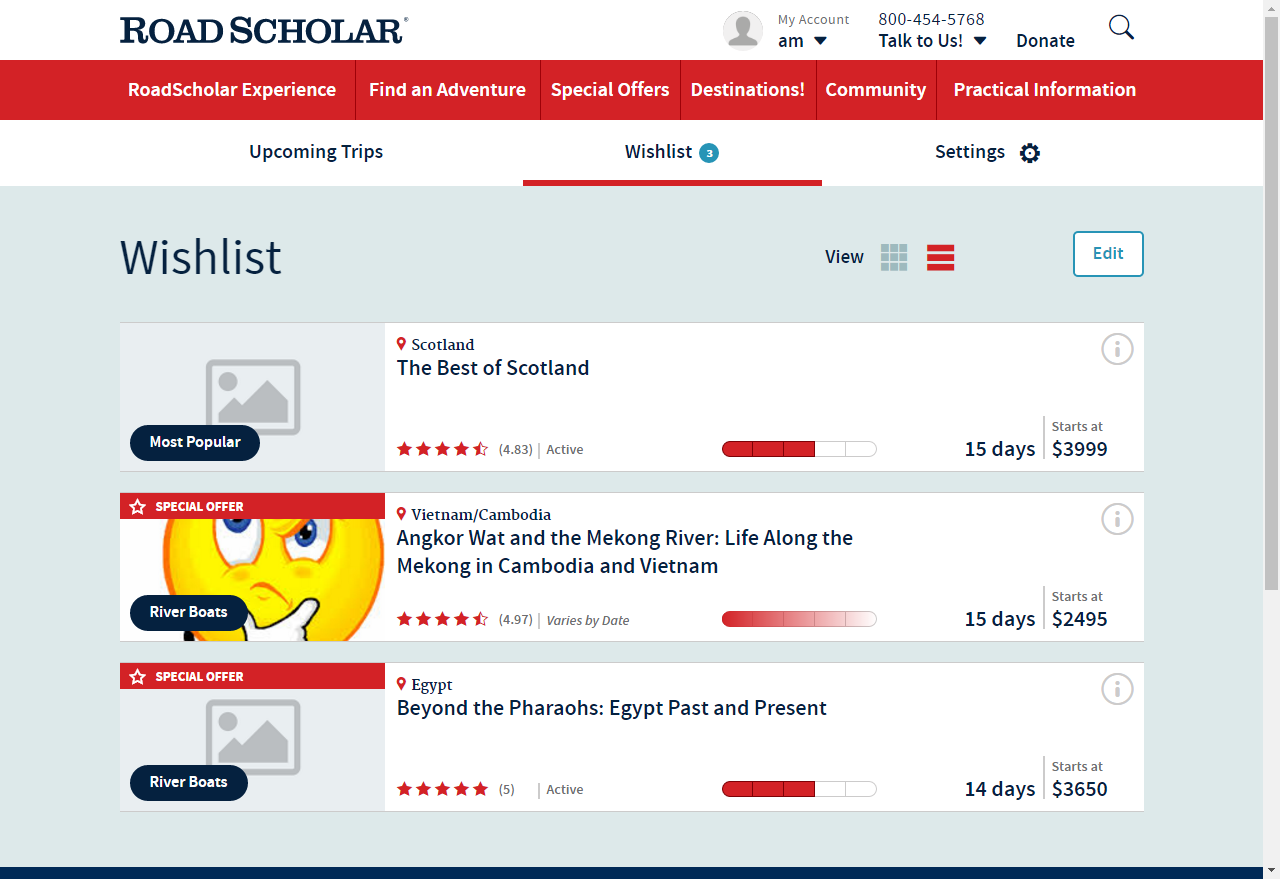 ROAD SCHOLAR®
My Account
am
800-454-5768
Talk to Us!
Donate
RoadScholar Experience
Find an Adventure
Special Offers
Destinations!
Community
Practical Information
Upcoming Trips
Wishlist 3
Settings
Wishlist
View
Edit
Scotland
The Best of Scotland
Most Popular
(4.83) | Active
15 days
Starts at
$3999
SPECIAL OFFER
River Boats
Vietnam/Cambodia
Angkor Wat and the Mekong River: Life Along the
Mekong in Cambodia and Vietnam
(4.97) | Varies by Date
15 days
Starts at
$2495
SPECIAL OFFER
River Boats
Egypt
Beyond the Pharaohs: Egypt Past and Present
(5) | Active
14 days
Starts at
$3650